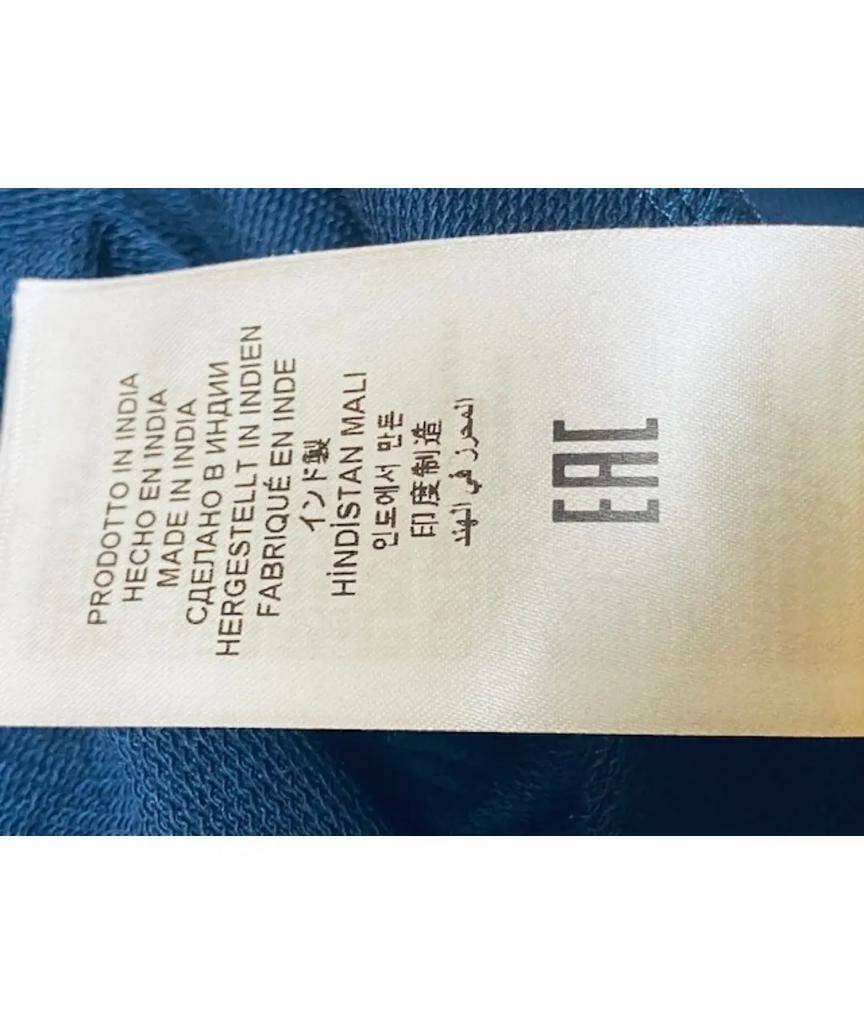 PRODOTTO IN INDIA
HECHO EN INDIA
MADE IN INDIA
СДЕЛАНО В ИНДИИ
HERGESTELLT IN INDIEN
FABRIQUÉ EN INDE
インド製
HİNDİSTAN MALI
인도에서 만든
印度制造
المحرز في الهند
EAC